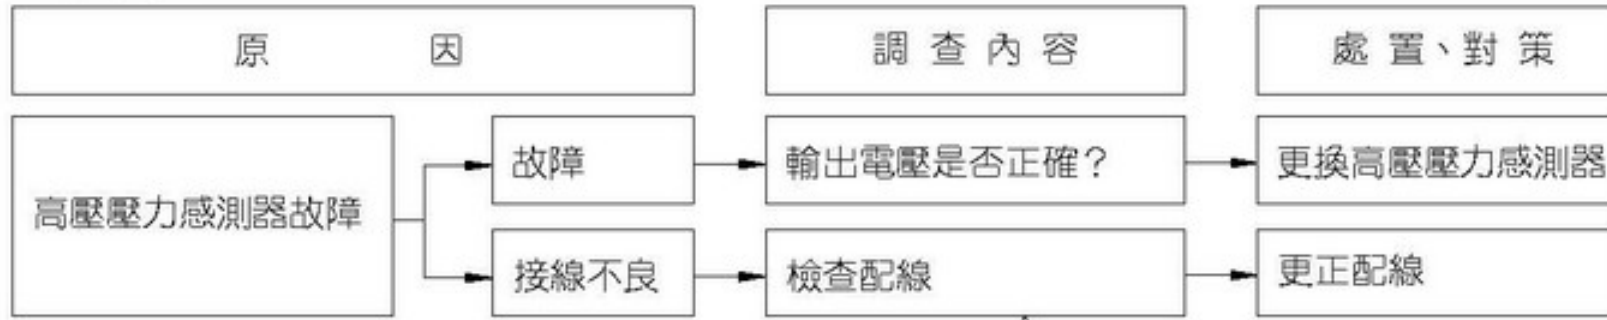 原因
調查內容
處置、對策
高壓壓力感測器故障
故障
輸出電壓是否正確？
更換高壓壓力感測器
接線不良
檢查配線
更正配線